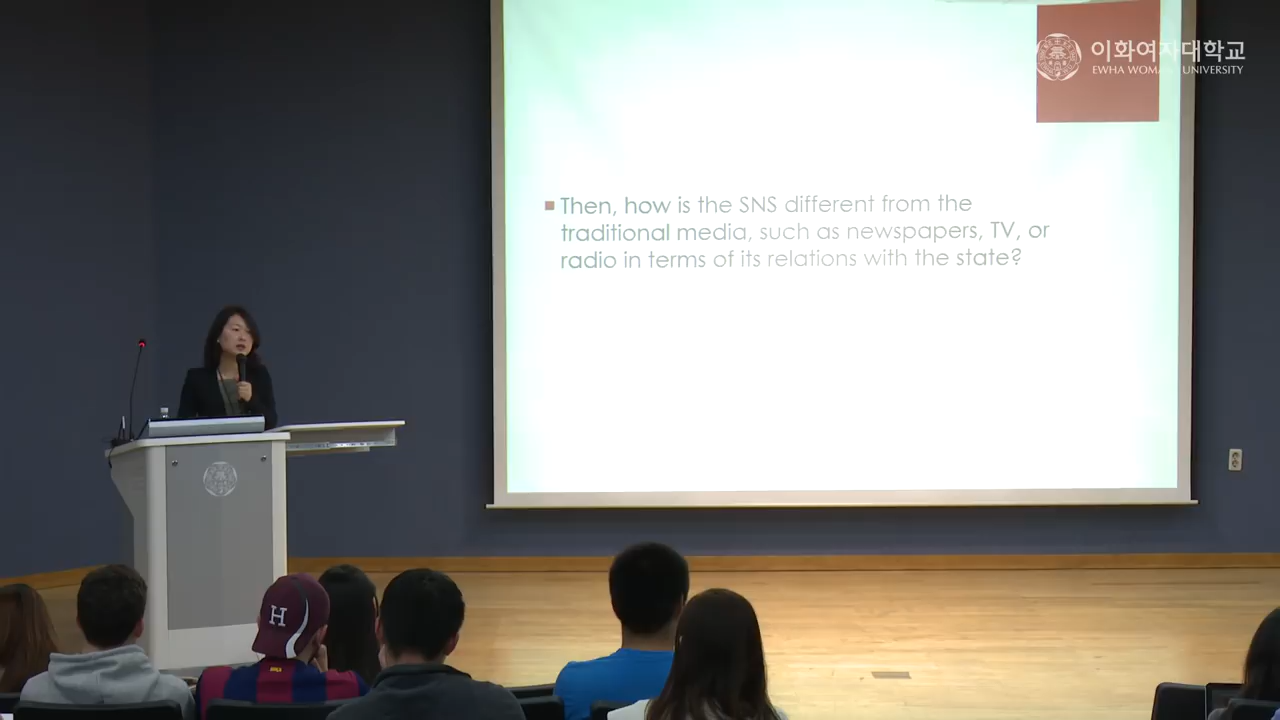 이화여자대학교
EWHA WOMANS UNIVERSITY
Then, how is the SNS different from the
traditional media, such as newspapers, TV, or
radio in terms of its relations with the state?
H